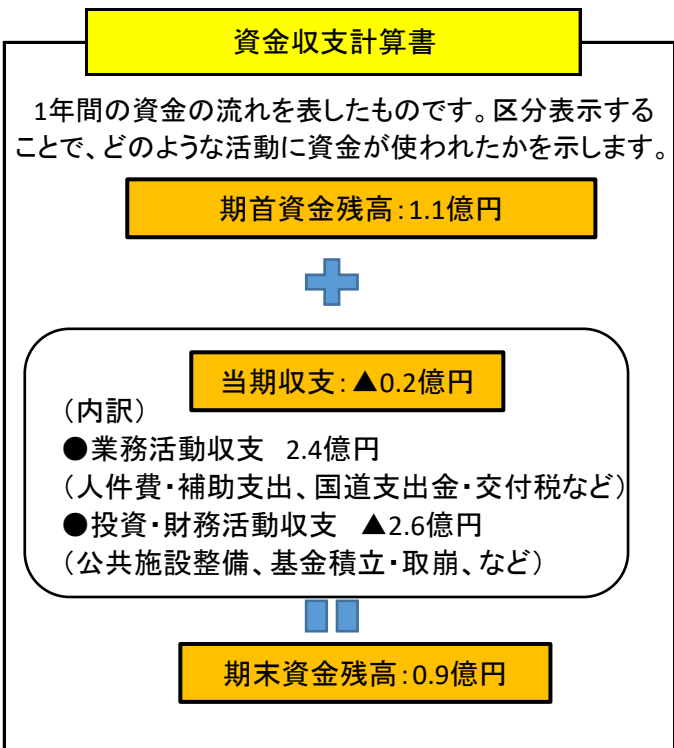 資金収支計算書
1年間の資金の流れを表したものです。区分表示する
ことで、どのような活動に資金が使われたかを示します。
期首資金残高:1.1億円
当期収支:▲0.2億円
(内訳)
●業務活動収支 2.4億円
(人件費・補助支出、国道支出金・交付税など)
●投資・財務活動収支 ▲2.6億円
(公共施設整備、基金積立・取崩、など)
期末資金残高:0.9億円